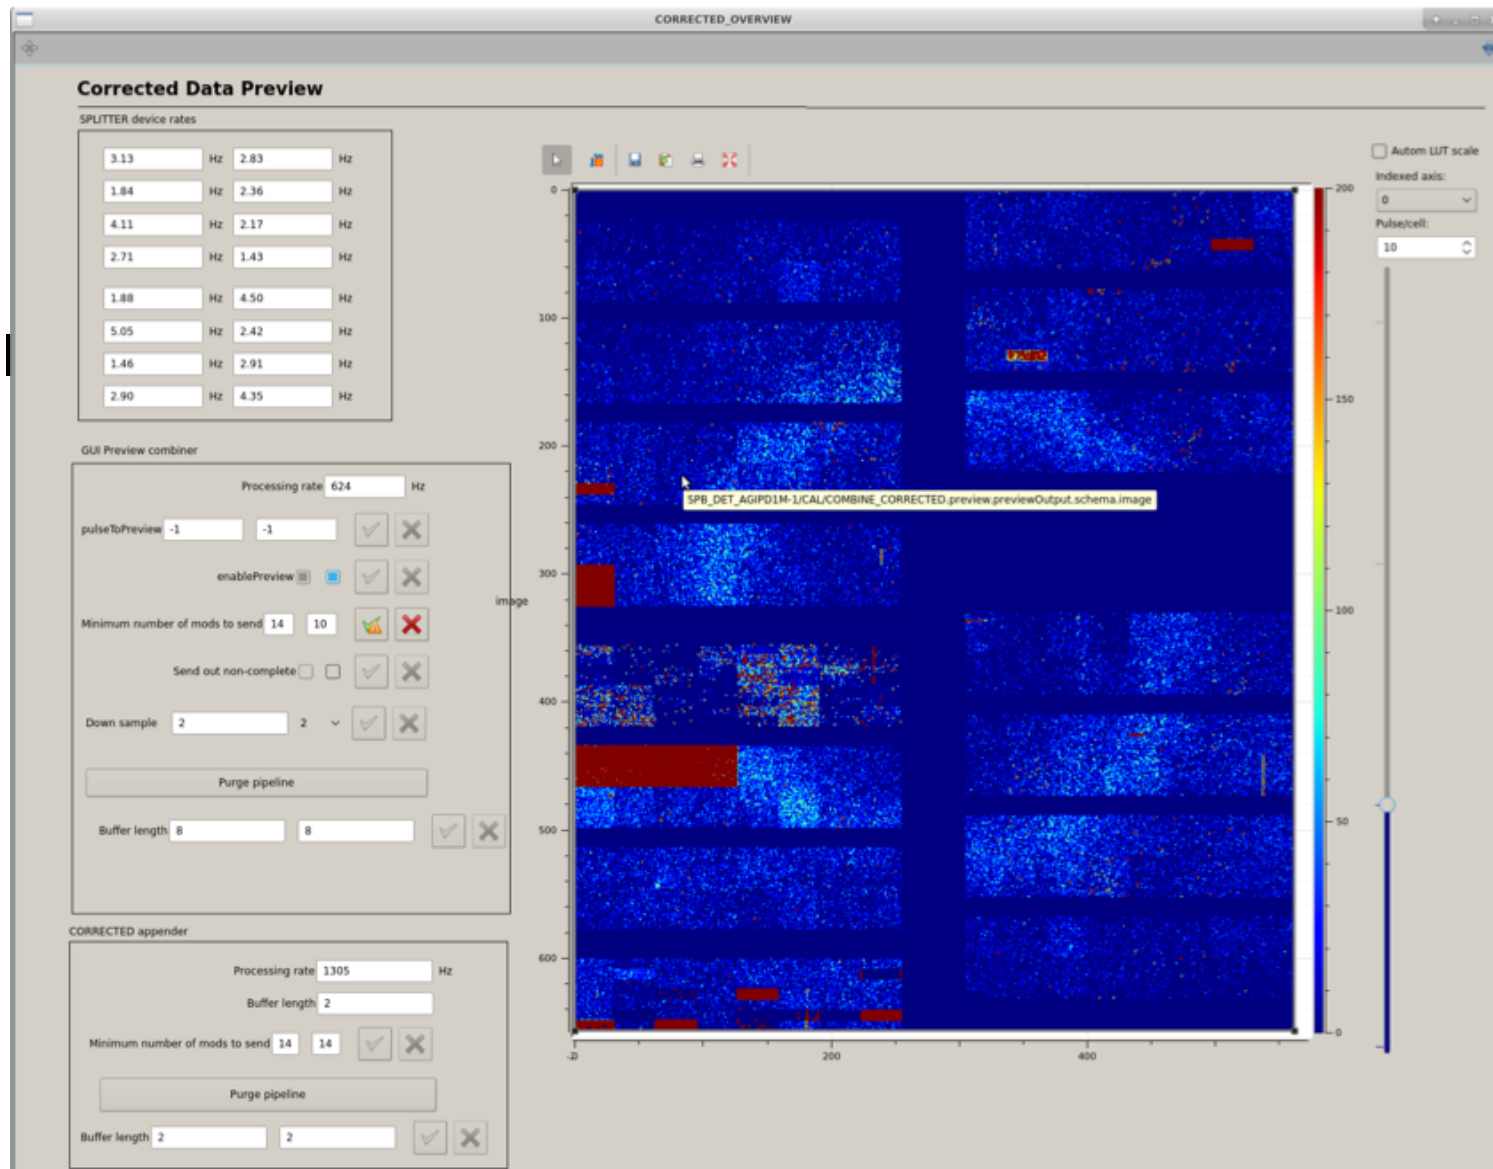 CORRECTED_OVERVIEW
Corrected Data Preview
SPLITTER device rates
3.13 Hz 2.83 Hz
1.84 Hz 2.36 Hz
4.11 Hz 2.17 Hz
2.71 Hz 1.43 Hz
1.88 Hz 4.50 Hz
5.05 Hz 2.42 Hz
1.46 Hz 2.91 Hz
2.90 Hz 4.35 Hz
GUI Preview combiner
Processing rate 624 Hz
pulseToPreview -1 -1
enablePreview
Minimum number of mods to send 14 10
Send out non-complete
Down sample 2 2
Purge pipeline
Buffer length 8 8
CORRECTED appender
Processing rate 1305 Hz
Buffer length 2
Minimum number of mods to send 14 14
Purge pipeline
Buffer length 2 2
image
0
100
200
300
400
500
600
200
400
SPB_DET_AGIPD1M-1/CAL/COMBINE_CORRECTED.preview.previewOutput.schema.image
200
150
100
50
0
Autom LUT scale
Indexed axis:
0
Pulse/cell:
10